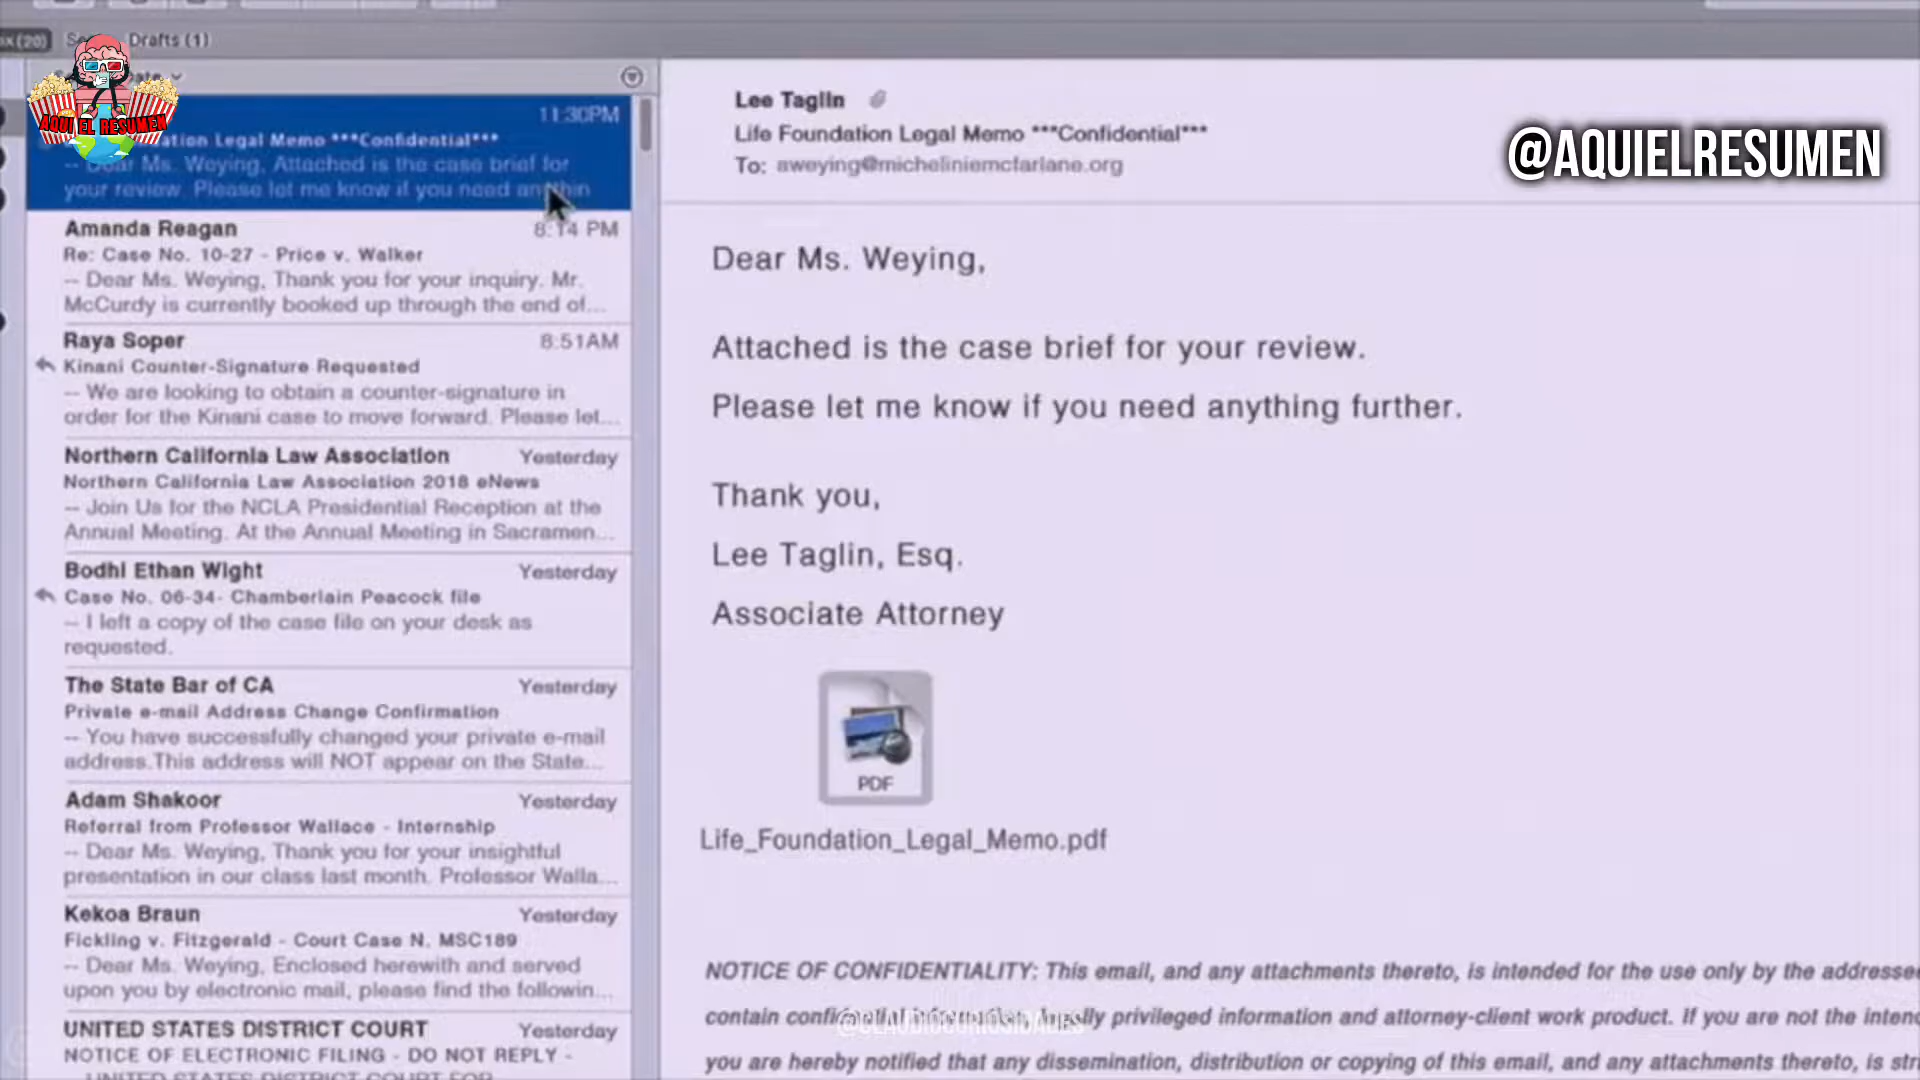 Drafts (1)
AQUI EL RESUMEN
11:30PM
Legal Memo ***Confidential***
-- Dear Ms. Weying, Attached is the case brief for
your review. Please let me know if you need
Amanda Reagan
8:14 PM
Re: Case No. 10-27 - Price v. Walker
-- Dear Ms. Weying, Thank you for your inquiry. Mr.
McCurdy is currently booked up through the end of...
Raya Soper
8:51AM
Kinani Counter-Signature Requested
-- We are looking to obtain a counter-signature in
order for the Kinani case to move forward. Please let...
Northern California Law Association
Yesterday
Northern California Law Association 2018 eNews
-- Join Us for the NCLA Presidential Reception at the
Annual Meeting. At the Annual Meeting in Sacramen...
Bodhi Ethan Wight
Yesterday
Case No. 06-34- Chamberlain Peacock file
-- I left a copy of the case file on your desk as
requested.
The State Bar of CA
Yesterday
Private e-mail Address Change Confirmation
-- You have successfully changed your private e-mail
address.This address will NOT appear on the State...
Adam Shakoor
Yesterday
Referral from Professor Wallace - Internship
-- Dear Ms. Weying, Thank you for your insightful
presentation in our class last month. Professor Walla...
Kekoa Braun
Yesterday
Fickling v. Fitzgerald - Court Case N. MSC189
-- Dear Ms. Weying, Enclosed herewith and served
upon you by electronic mail, please find the followin...
UNITED STATES DISTRICT COURT
Yesterday
NOTICE OF ELECTRONIC FILING - DO NOT REPLY -
UNITED STATES DISTRICT COURT FOR
Lee Taglin
Life Foundation Legal Memo ***Confidential***
To: aweying@micheliniemcfarlane.org
@AQUIELRESUMEN
Dear Ms. Weying,
Attached is the case brief for your review.
Please let me know if you need anything further.
Thank you,
Lee Taglin, Esq.
Associate Attorney
PDF
Life_Foundation_Legal_Memo.pdf
NOTICE OF CONFIDENTIALITY: This email, and any attachments thereto, is intended for the use only by the addressee
contain privileged information and attorney-client work product. If you are not the
@CLAUDIOCURIOSIDADES
you are hereby notified that any dissemination, distribution or copying of this email, and any attachments thereto, is